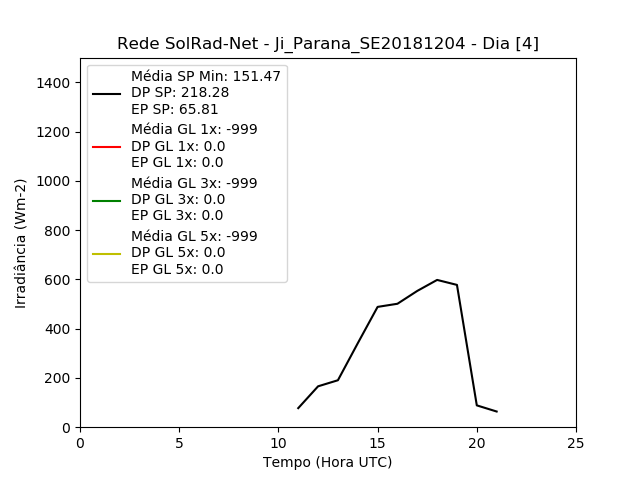 Rede SolRad-Net - Ji_Parana_SE20181204 - Dia [4]
Média SP Min: 151.47
DP SP: 218.28
EP SP: 65.81
Média GL 1x: -999
DP GL 1x: 0.0
EP GL 1x: 0.0
Média GL 3x: -999
DP GL 3x: 0.0
EP GL 3x: 0.0
Média GL 5x: -999
DP GL 5x: 0.0
EP GL 5x: 0.0
Irradiância (Wm-2)
1400
1200
1000
800
600
400
200
0
0 5 10 15 20 25
Tempo (Hora UTC)